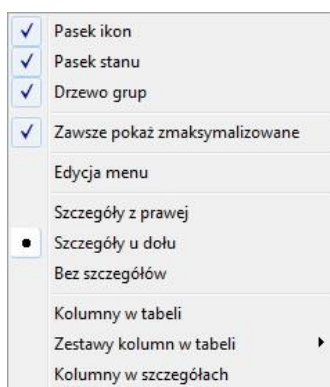 Pasek ikon
Pasek stanu
Drzewo grup
Zawsze pokaż zmaksymalizowane
Edycja menu
Szczegóły z prawej
Szczegóły u dołu
Bez szczegółów
Kolumny w tabeli
Zestawy kolumn w tabeli
Kolumny w szczegółach